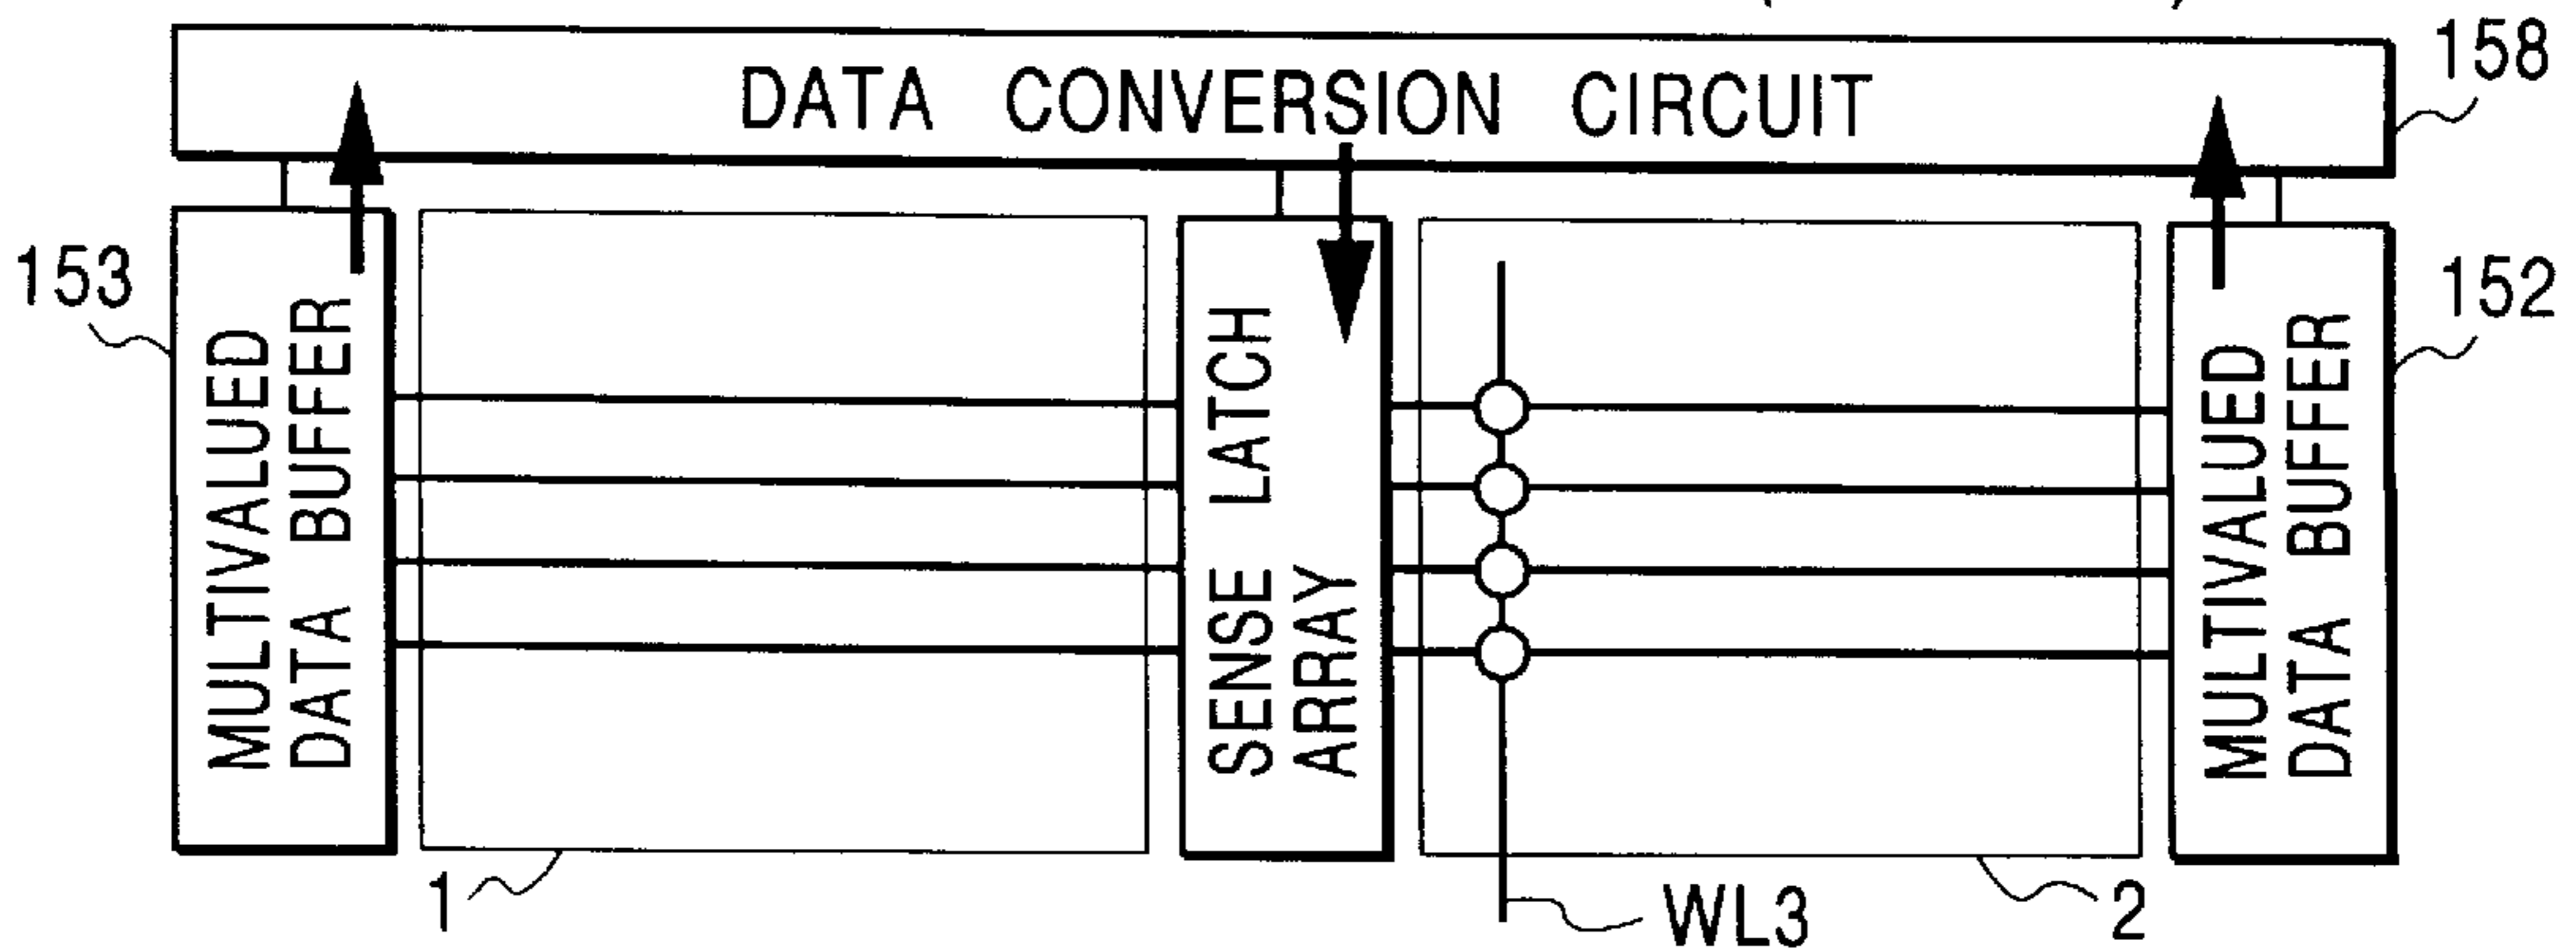 DATA CONVERSION CIRCUIT
158
153
MULTIVALUED
DATA BUFFER
SENSE LATCH
ARRAY
MULTIVALUED
DATA BUFFER
152
1
WL3
2